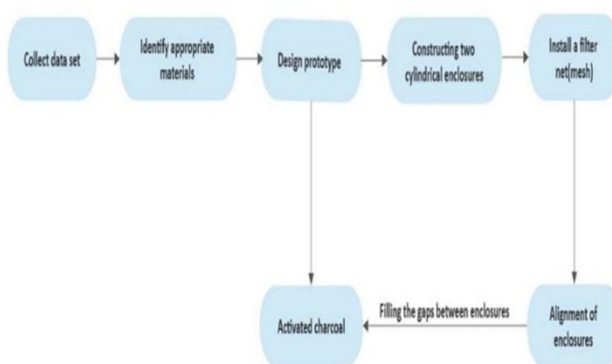 Collect data set
Identify appropriate
materials
Design prototype
Constructing two
cylindrical enclosures
Install a filter
net(mesh)
Activated charcoal
Filling the gaps between enclosures
Alignment of
enclosures